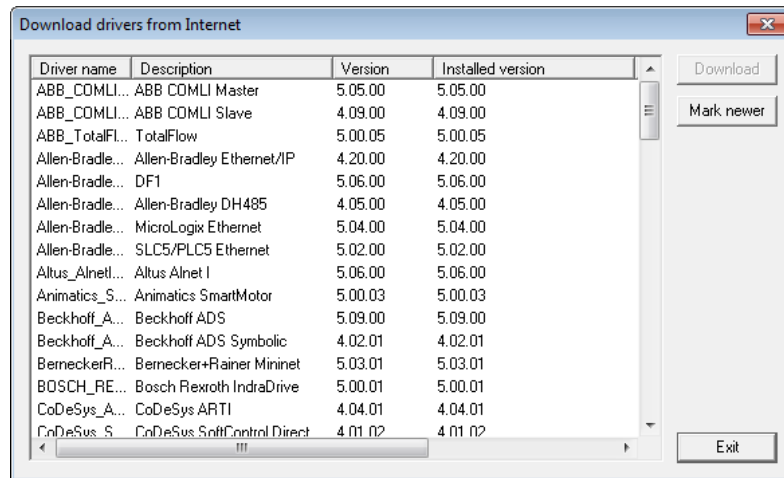 Download drivers from Internet
Driver name Description Version Installed version
ABB_COMLI... ABB COMLI Master 5.05.00 5.05.00
ABB_COMLI... ABB COMLI Slave 4.09.00 4.09.00
ABB_TotalFl... TotalFlow 5.00.05 5.00.05
Allen-Bradle... Allen-Bradley Ethernet/IP 4.20.00 4.20.00
Allen-Bradle... DF1 5.06.00 5.06.00
Allen-Bradle... Allen-Bradley DH485 4.05.00 4.05.00
Allen-Bradle... MicroLogix Ethernet 5.04.00 5.04.00
Allen-Bradle... SLC5/PLC5 Ethernet 5.02.00 5.02.00
Altus_Alnetl... Altus Alnet I 5.06.00 5.06.00
Animatics_S... Animatics SmartMotor 5.00.03 5.00.03
Beckhoff_A... Beckhoff ADS 5.09.00 5.09.00
Beckhoff_A... Beckhoff ADS Symbolic 4.02.01 4.02.01
BerneckerR... Bernecker+Rainer Mininet 5.03.01 5.03.01
BOSCH_RE... Bosch Rexroth IndraDrive 5.00.01 5.00.01
CoDeSys_A... CoDeSys ARTI 4.04.01 4.04.01
CoDeSys_S... CoDeSys SoftControl Direct 4.01.02 4.01.02
Download
Mark newer
Exit